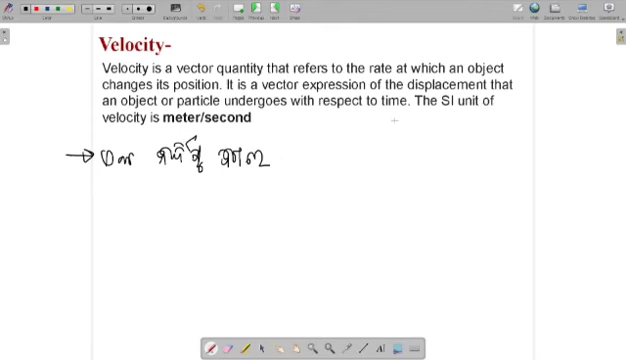 Velocity-
Velocity is a vector quantity that refers to the rate at which an object
changes its position. It is a vector expression of the displacement that
an object or particle undergoes with respect to time. The SI unit of
velocity is meter/second